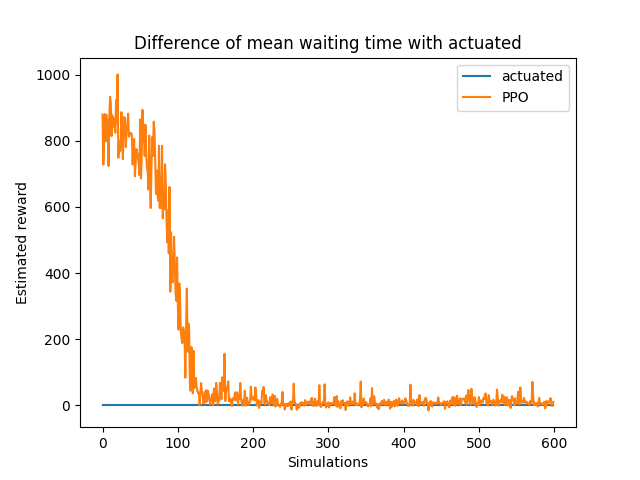 Difference of mean waiting time with actuated
actuated
PPO
Estimated reward
1000
800
600
400
200
0
0 100 200 300 400 500 600
Simulations